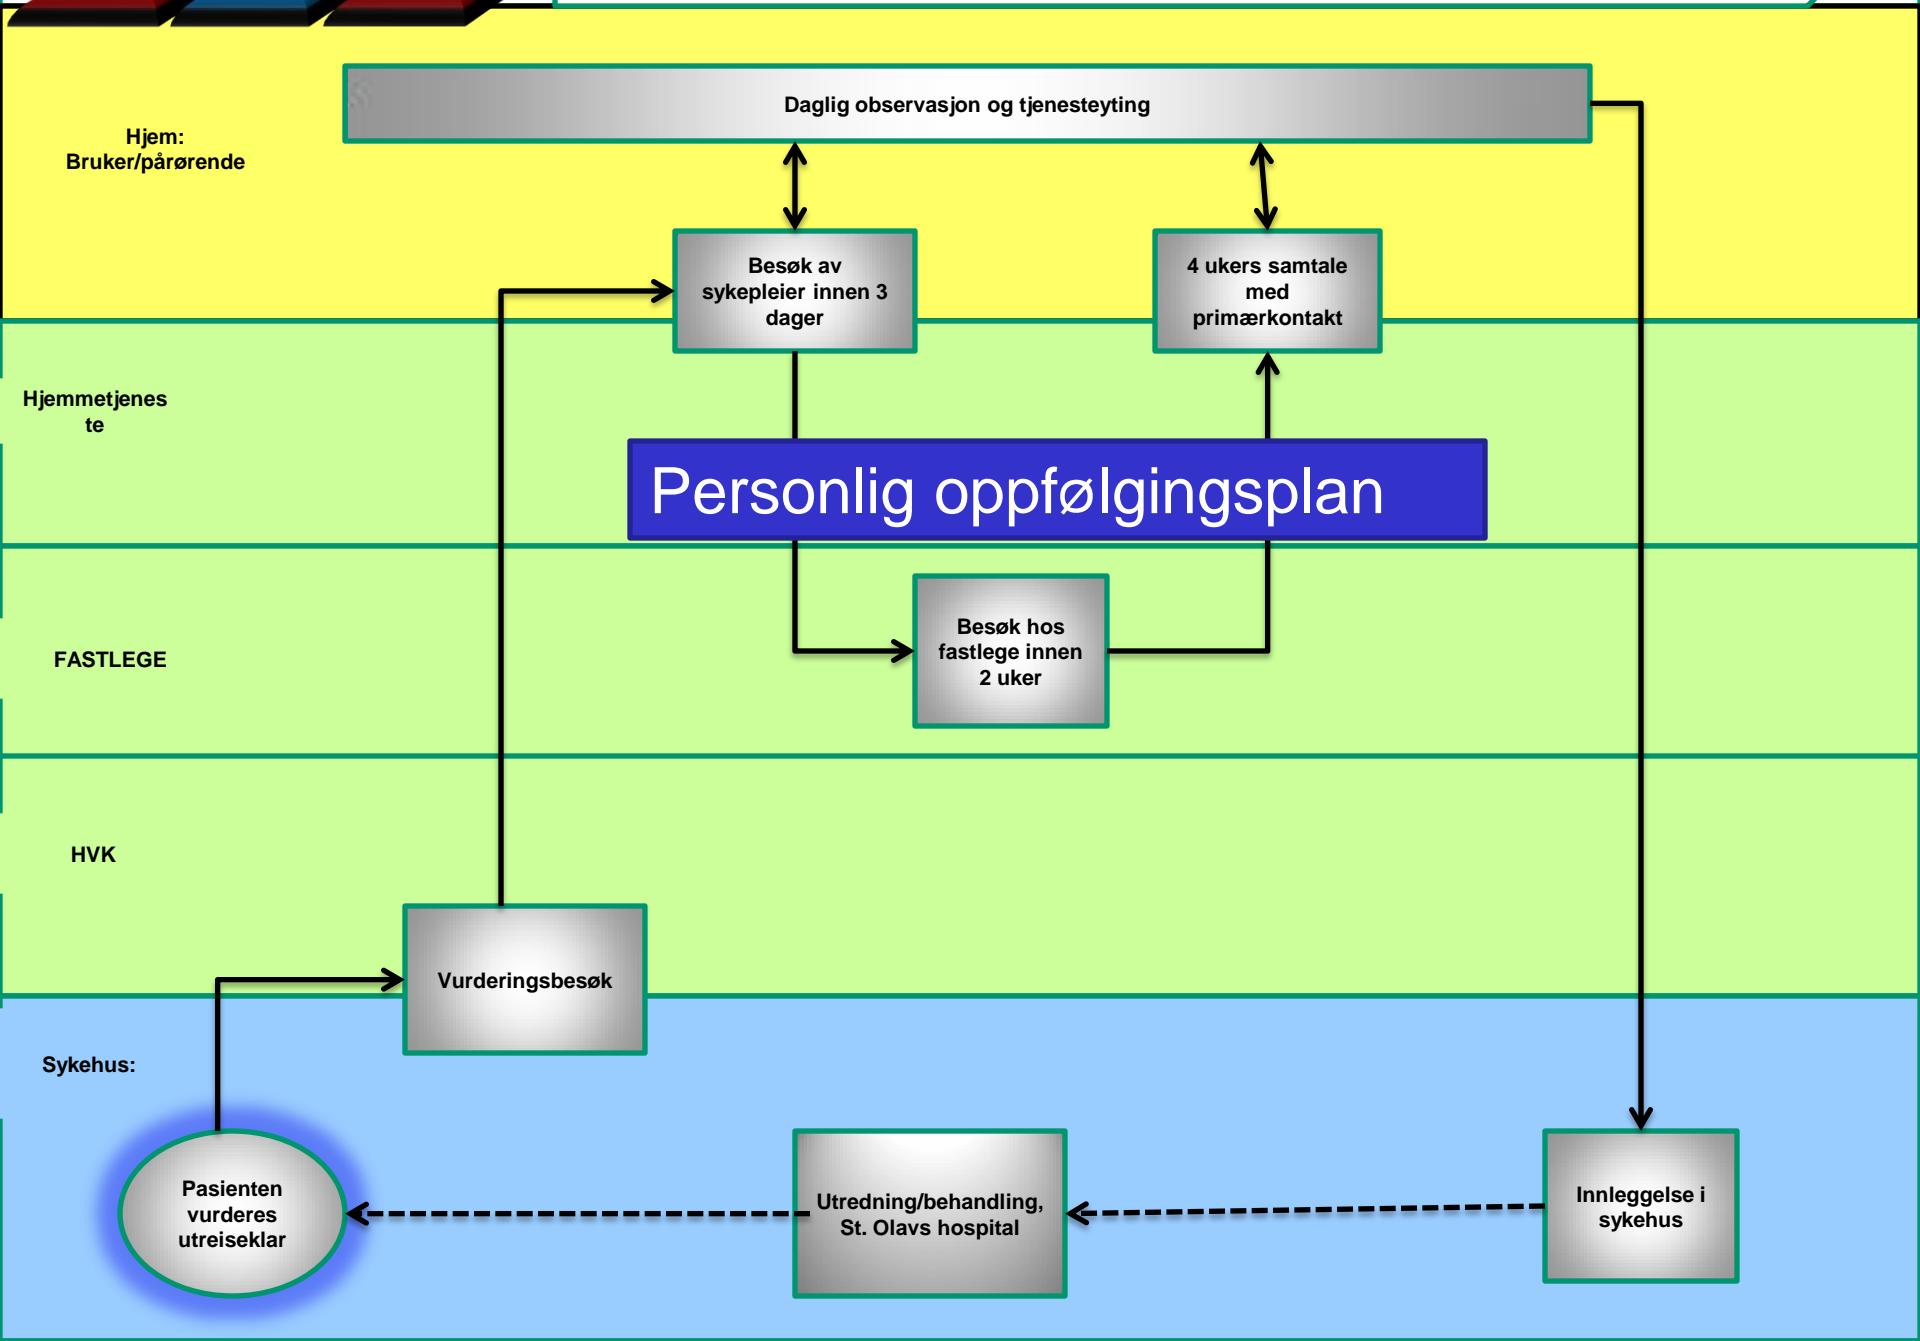 Daglig observasjon og tjenesteyting
Hjem:
Bruker/pårørende
Besøk av
sykepleier innen 3
dager
4 ukers samtale
med
primærkontakt
Hjemmetjenes
te
Personlig oppfølgingsplan
Besøk hos
fastlege innen
2 uker
FASTLEGE
HVK
Vurderingsbesøk
Sykehus:
Pasienten
vurderes
utreiseklar
Utredning/behandling,
St. Olavs hospital
Innleggelse i
sykehus